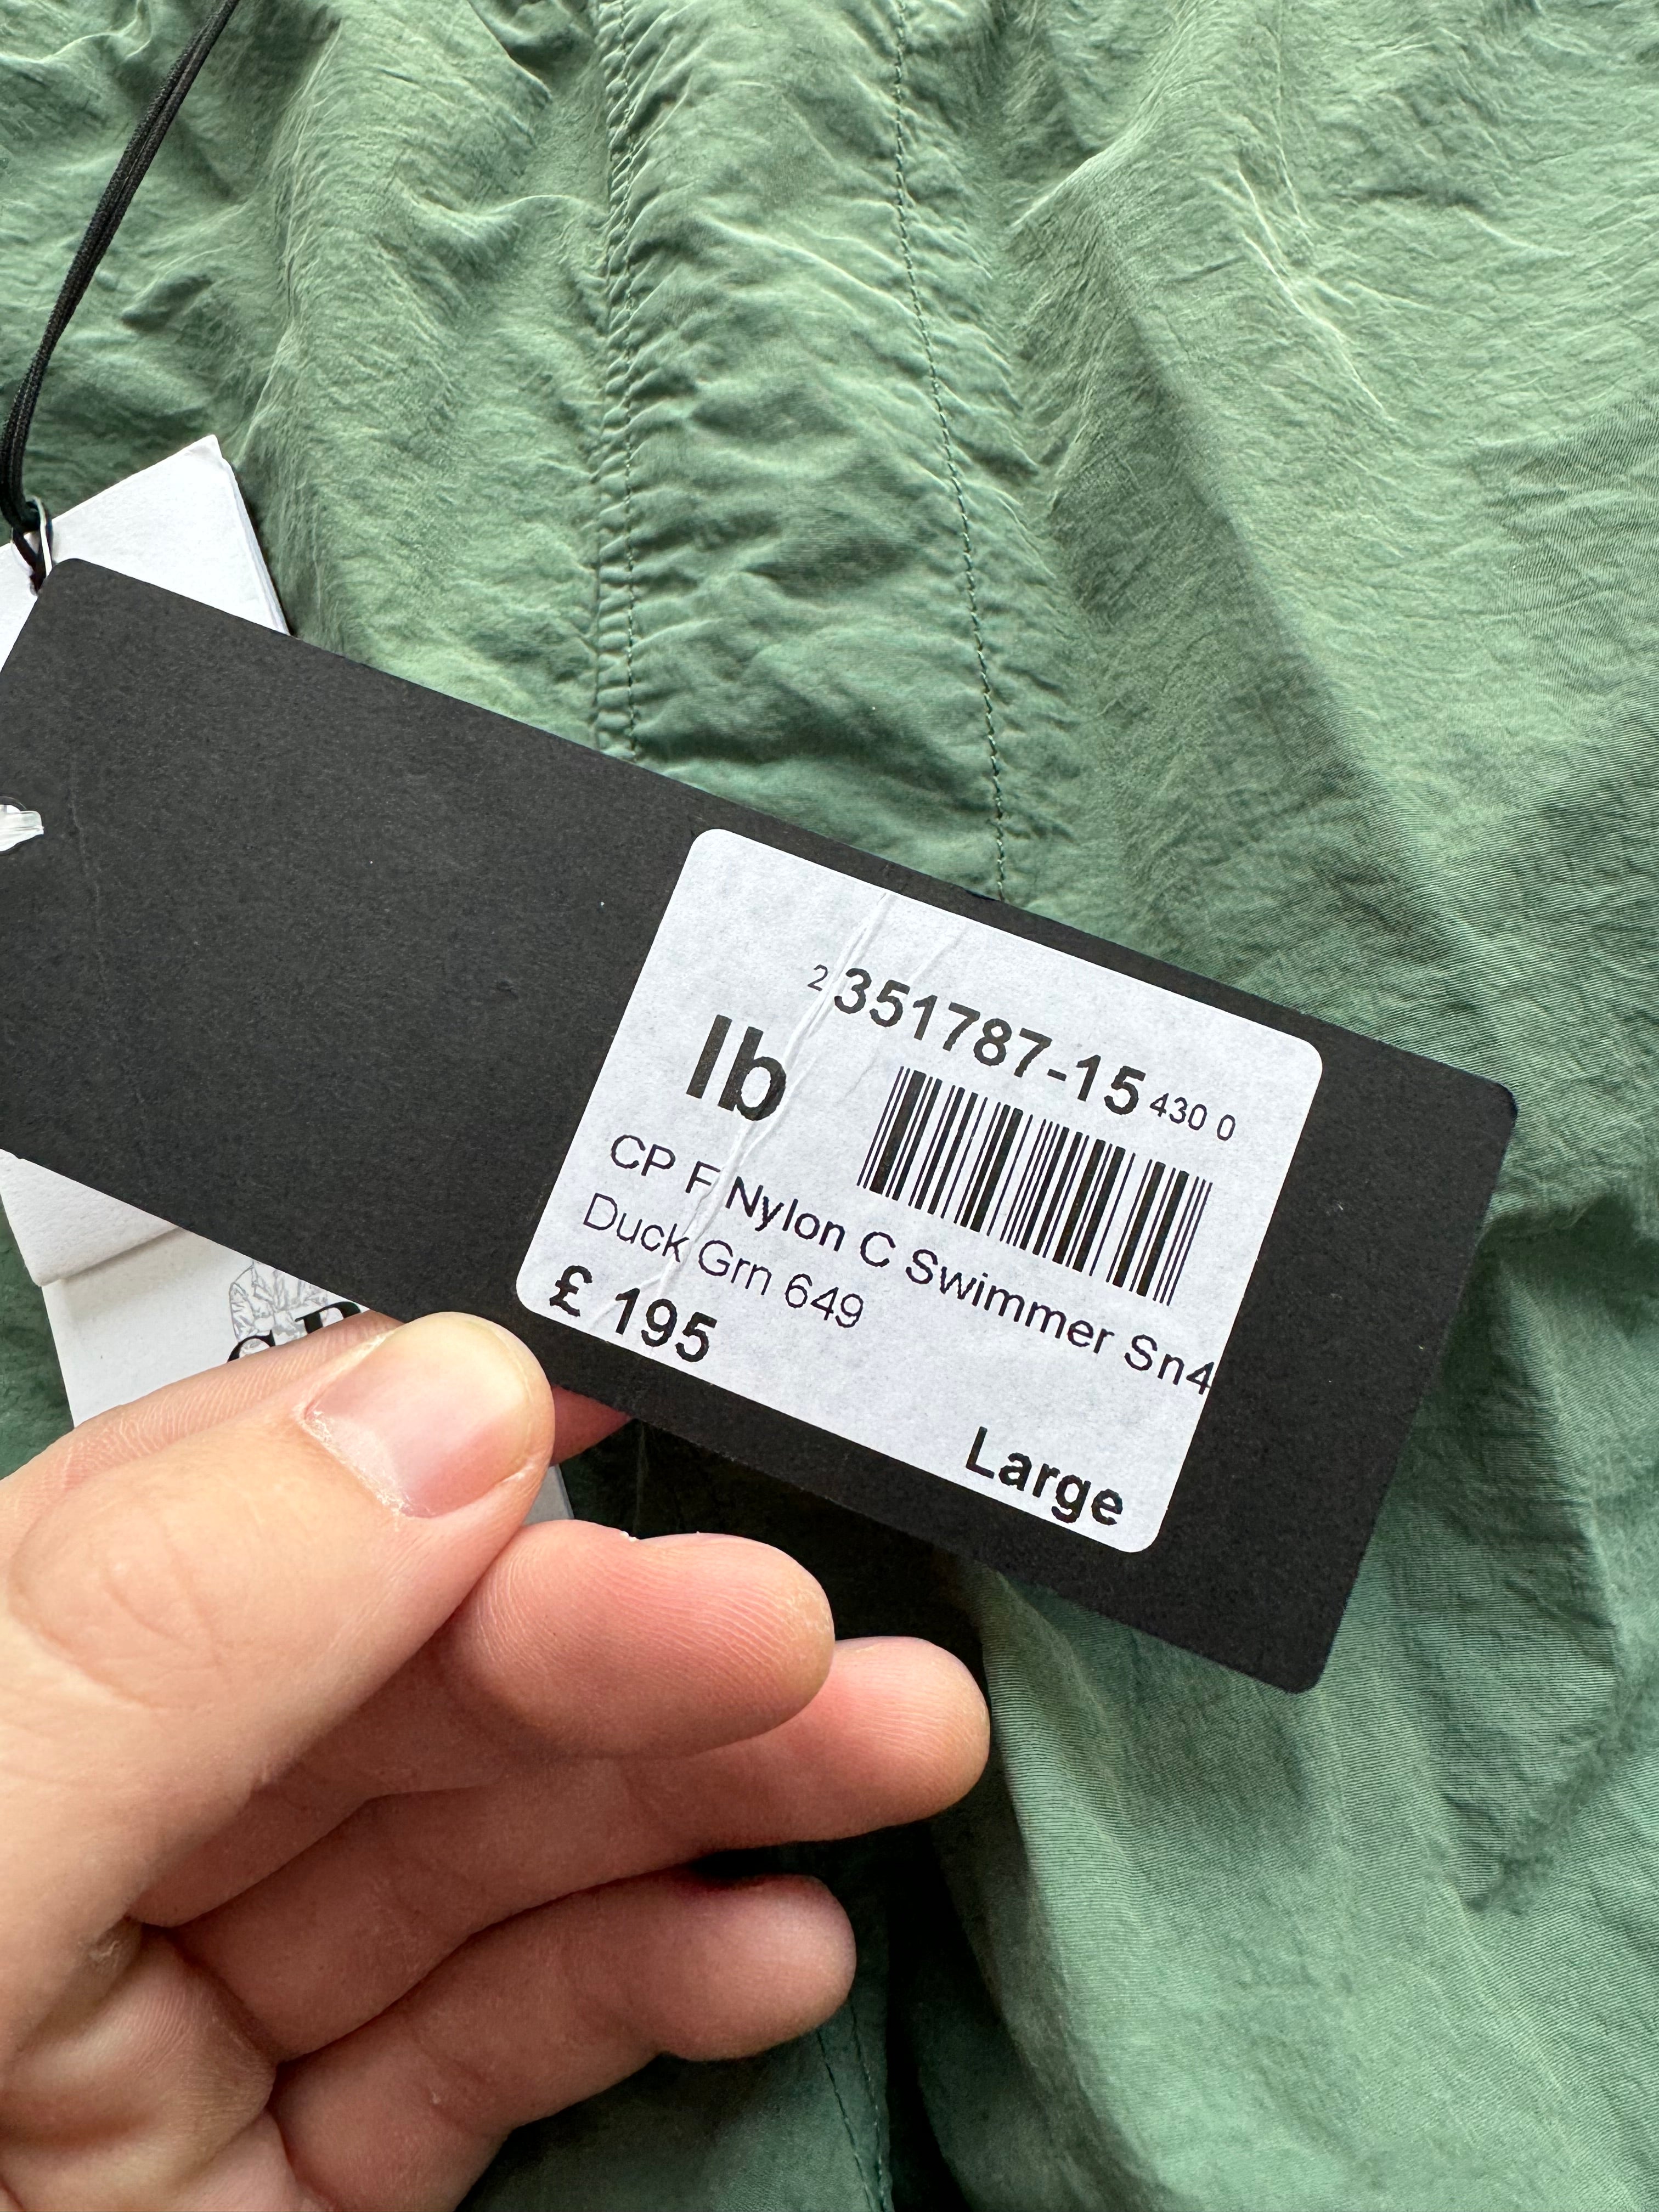 2 351787-15 430 0
lb
CP F Nylon C Swimmer Sn4
Duck Grn 649
£ 195
Large